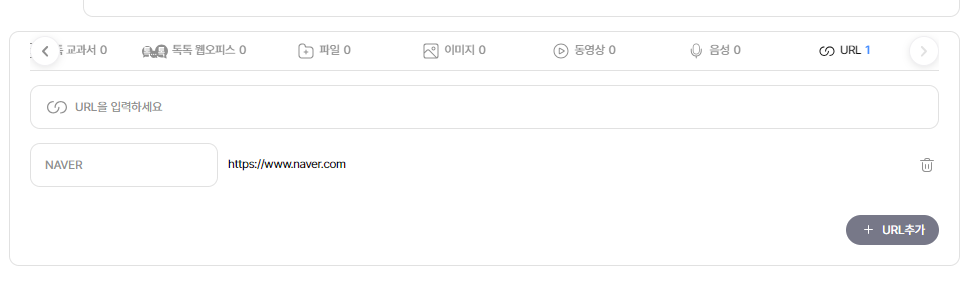 교과서 0
톡톡 웹오피스 0
파일 0
이미지 0
동영상 0
음성 0
URL 1
URL을 입력하세요
NAVER
https://www.naver.com
+ URL추가